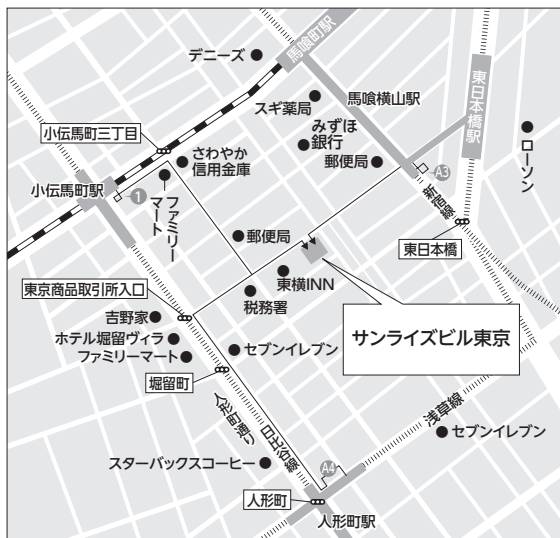 デニーズ
馬喰町駅
スギ薬局
馬喰横山駅
東日本橋駅
みずほ
銀行
ローソン
小伝馬町三丁目
さわやか
信用金庫
郵便局
A3
新宿線
小伝馬町駅
1
ファミリー
マート
郵便局
東日本橋
東横INN
税務署
東京商品取引所入口
サンライズビル東京
吉野家
ホテル堀留ヴィラ
ファミリーマート
セブンイレブン
堀留町
浅草線
人形町通り
日比谷線
セブンイレブン
スターバックスコーヒー
A4
人形町
人形町駅